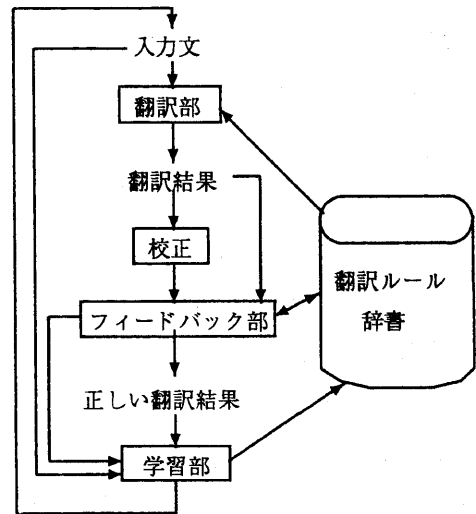 入力文
翻訳部
翻訳結果
校正
翻訳ルール
辞書
フィードバック部
正しい翻訳結果
学習部